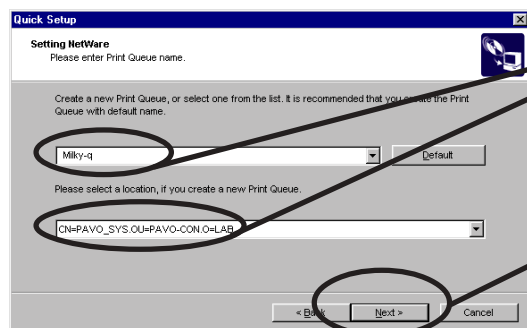 Quick Setup
Setting NetWare
Please enter Print Queue name.
Create a new Print Queue, or select one from the list. It is recommended that you create the Print
Queue with default name.
Milky-q
Default
Please select a location, if you create a new Print Queue.
CN=PAVO_SYS.OU=PAVO-CON.O=LAB
< Back Next > Cancel